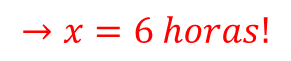 → x = 6 horas!